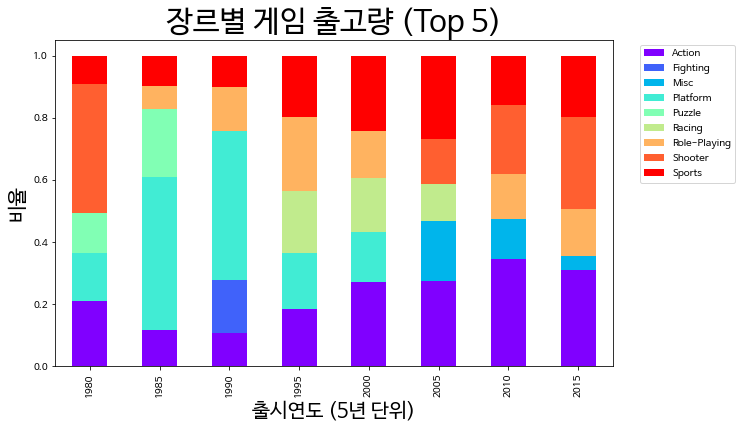 장르별 게임 출고량 (Top 5)
1.0
0.8
0.6
0.4
0.2
0.0
비율
1980
1985
1990
1995
2000
2005
2010
2015
출시연도 (5년 단위)
Action
Fighting
Misc
Platform
Puzzle
Racing
Role-Playing
Shooter
Sports